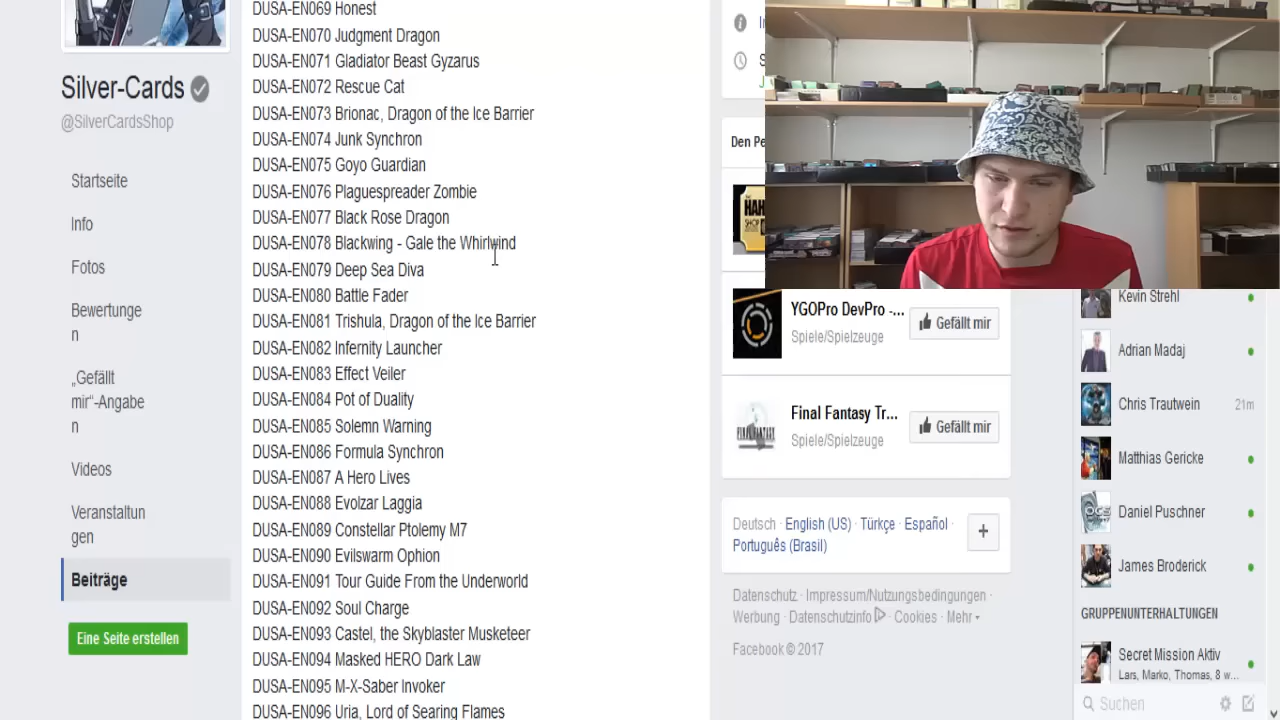 Silver-Cards
@SilverCardsShop
Startseite
Info
Fotos
Bewertunge
n
„Gefällt
mir“-Angabe
n
Videos
Veranstaltun
gen
Beiträge
Eine Seite erstellen
DUSA-EN069 Honest
DUSA-EN070 Judgment Dragon
DUSA-EN071 Gladiator Beast Gyzarus
DUSA-EN072 Rescue Cat
DUSA-EN073 Brionac, Dragon of the Ice Barrier
DUSA-EN074 Junk Synchron
DUSA-EN075 Goyo Guardian
DUSA-EN076 Plaguespreader Zombie
DUSA-EN077 Black Rose Dragon
DUSA-EN078 Blackwing - Gale the Whirlwind
DUSA-EN079 Deep Sea Diva
DUSA-EN080 Battle Fader
DUSA-EN081 Trishula, Dragon of the Ice Barrier
DUSA-EN082 Infernity Launcher
DUSA-EN083 Effect Veiler
DUSA-EN084 Pot of Duality
DUSA-EN085 Solemn Warning
DUSA-EN086 Formula Synchron
DUSA-EN087 A Hero Lives
DUSA-EN088 Evolzar Laggia
DUSA-EN089 Constellar Ptolemy M7
DUSA-EN090 Evilswarm Ophion
DUSA-EN091 Tour Guide From the Underworld
DUSA-EN092 Soul Charge
DUSA-EN093 Castel, the Skyblaster Musketeer
DUSA-EN094 Masked HERO Dark Law
DUSA-EN095 M-X-Saber Invoker
DUSA-EN096 Uria, Lord of Searing Flames
Den Pe
YGOPro DevPro -...
Spiele/Spielzeuge
Gefällt mir
Final Fantasy Tr...
Spiele/Spielzeuge
Gefällt mir
Deutsch · English (US) · Türkçe · Español ·
Português (Brasil)
Datenschutz · Impressum/Nutzungsbedingungen ·
Werbung · Datenschutzinfo · Cookies · Mehr
Facebook © 2017
Kevin Strehl
Adrian Madaj
Chris Trautwein 21m
Matthias Gericke
Daniel Puschner
James Broderick
GRUPPENUNTERHALTUNGEN
Secret Mission Aktiv
Lars, Marko, Thomas, 8 w...
Suchen